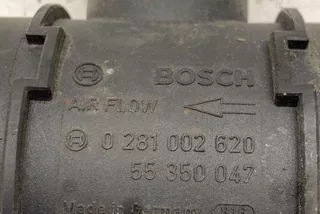 BOSCH
AIR FLOW
0 281 002 620
55 350 047
Made in Germany